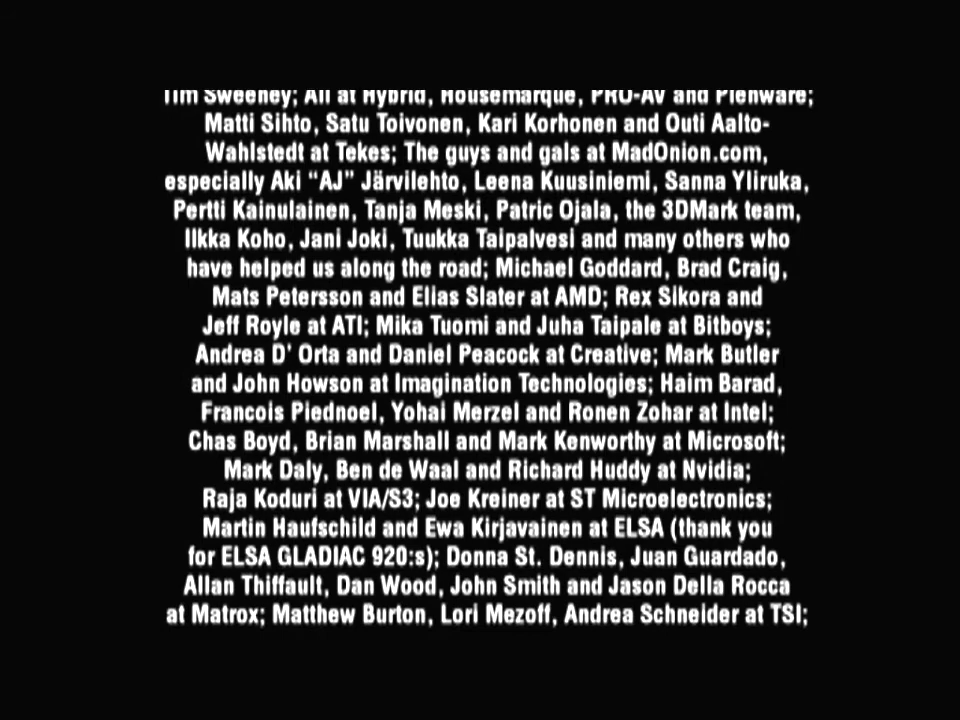 Tim Sweeney; All at Hybrid, Housemarque, PRO-AV and Plenware;
Matti Sihto, Satu Toivonen, Kari Korhonen and Outi Aalto-
Wahlstedt at Tekes; The guys and gals at MadOnion.com,
especially Aki “AJ” Järvilehto, Leena Kuusiniemi, Sanna Yliruka,
Pertti Kainulainen, Tanja Meski, Patric Ojala, the 3DMark team,
Ilkka Koho, Jani Joki, Tuukka Taipalvesi and many others who
have helped us along the road; Michael Goddard, Brad Craig,
Mats Petersson and Elias Slater at AMD; Rex Sikora and
Jeff Royle at ATI; Mika Tuomi and Juha Taipale at Bitboys;
Andrea D' Orta and Daniel Peacock at Creative; Mark Butler
and John Howson at Imagination Technologies; Haim Barad,
Francois Piednoel, Yohai Merzel and Ronen Zohar at Intel;
Chas Boyd, Brian Marshall and Mark Kenworthy at Microsoft;
Mark Daly, Ben de Waal and Richard Huddy at Nvidia;
Raja Koduri at VIA/S3; Joe Kreiner at ST Microelectronics;
Martin Haufschild and Ewa Kirjavainen at ELSA (thank you
for ELSA GLADIAC 920:s); Donna St. Dennis, Juan Guardado,
Allan Thiffault, Dan Wood, John Smith and Jason Della Rocca
at Matrox; Matthew Burton, Lori Mezoff, Andrea Schneider at TSI;